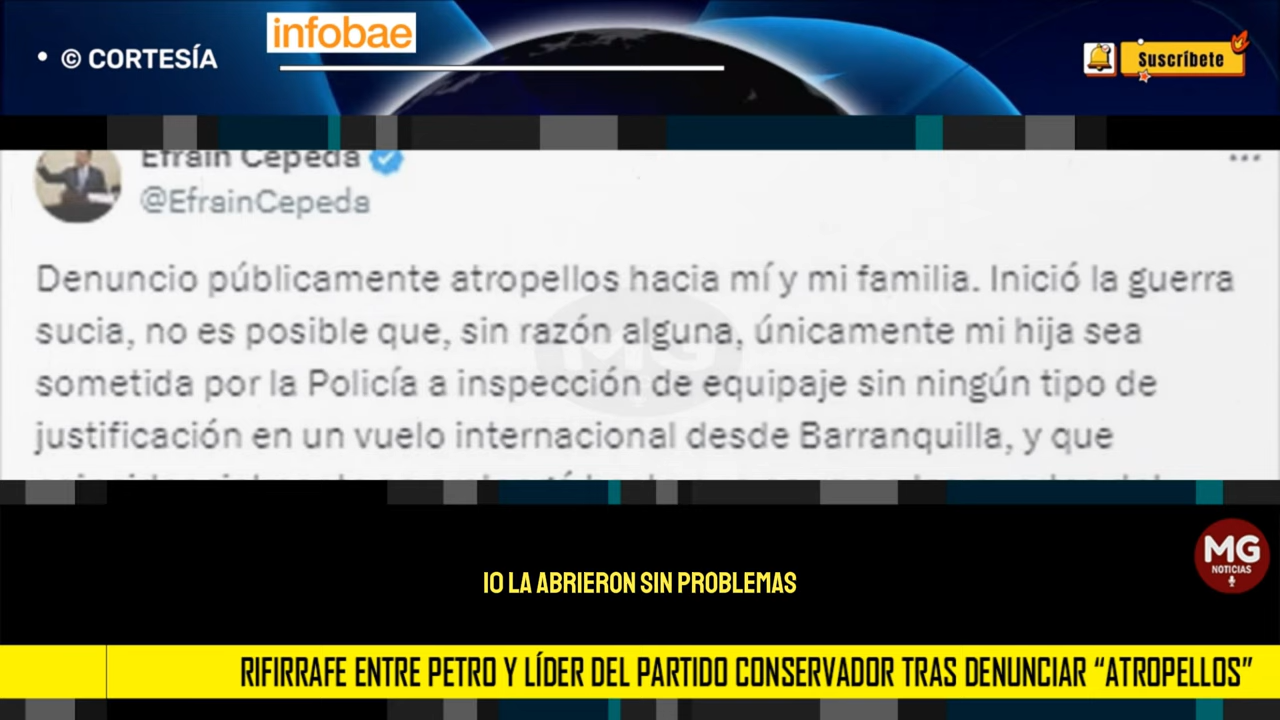 infobae
• © CORTESÍA
Suscríbete
Efraín Cepeda
@EfrainCepeda
Denuncio públicamente atropellos hacia mí y mi familia. Inició la guerra
sucia, no es posible que, sin razón alguna, únicamente mi hija sea
sometida por la Policía a inspección de equipaje sin ningún tipo de
justificación en un vuelo internacional desde Barranquilla, y que
MG
MG
NOTICIAS
10 LA ABRIERON SIN PROBLEMAS
RIFIRRAFE ENTRE PETRO Y LÍDER DEL PARTIDO CONSERVADOR TRAS DENUNCIAR “ATROPELLOS”